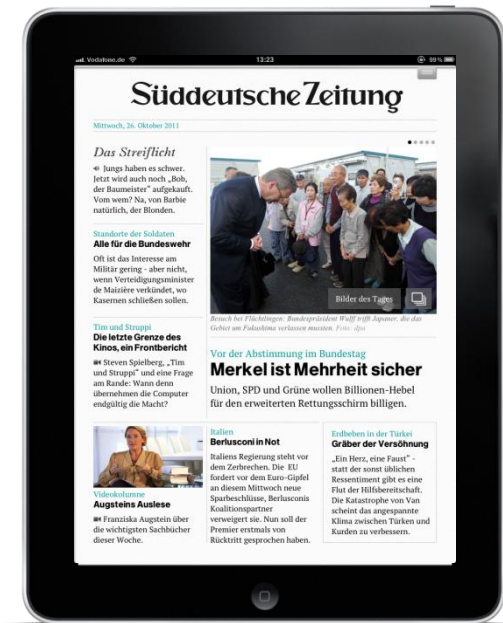 Vodafone.de
13:23
99%
Süddeutsche Zeitung
Mittwoch, 26. Oktober 2011
Das Streiflicht
Jungs haben es schwer.
Jetzt wird auch noch „Bob,
der Baumeister“ aufgekauft.
Vom wem? Na, von Barbie
natürlich, der Blonden.
Standorte der Soldaten
Alle für die Bundeswehr
Oft ist das Interesse am
Militär gering - aber nicht,
wenn Verteidigungsminister
de Maizière verkündet, wo
Kasernen schließen sollen.
Tim und Struppi
Die letzte Grenze des
Kinos, ein Frontbericht
Steven Spielberg, „Tim
und Struppi“ und eine Frage
am Rande: Wann denn
übernehmen die Computer
endgültig die Macht?
Bilder des Tages
Besuch bei Flüchtlingen: Bundespräsident Wulff trifft Japaner, die das
Gebiet um Fukushima verlassen mussten. Foto: dpa
Vor der Abstimmung im Bundestag
Merkel ist Mehrheit sicher
Union, SPD und Grüne wollen Billionen-Hebel
für den erweiterten Rettungsschirm billigen.
Videokolumne
Augsteins Auslese
Franziska Augstein über
die wichtigsten Sachbücher
dieser Woche.
Italien
Berlusconi in Not
Italiens Regierung steht vor
dem Zerbrechen. Die EU
fordert vor dem Euro-Gipfel
an diesem Mittwoch neue
Sparbeschlüsse, Berlusconis
Koalitionspartner
verweigert sie. Nun soll der
Premier erstmals von
Rücktritt gesprochen haben.
Erdbeben in der Türkei
Gräber der Versöhnung
„Ein Herz, eine Faust“ -
statt der sonst üblichen
Ressentiment gibt es eine
Flut der Hilfsbereitschaft.
Die Katastrophe von Van
scheint das angespannte
Klima zwischen Türken und
Kurden zu verbessern.